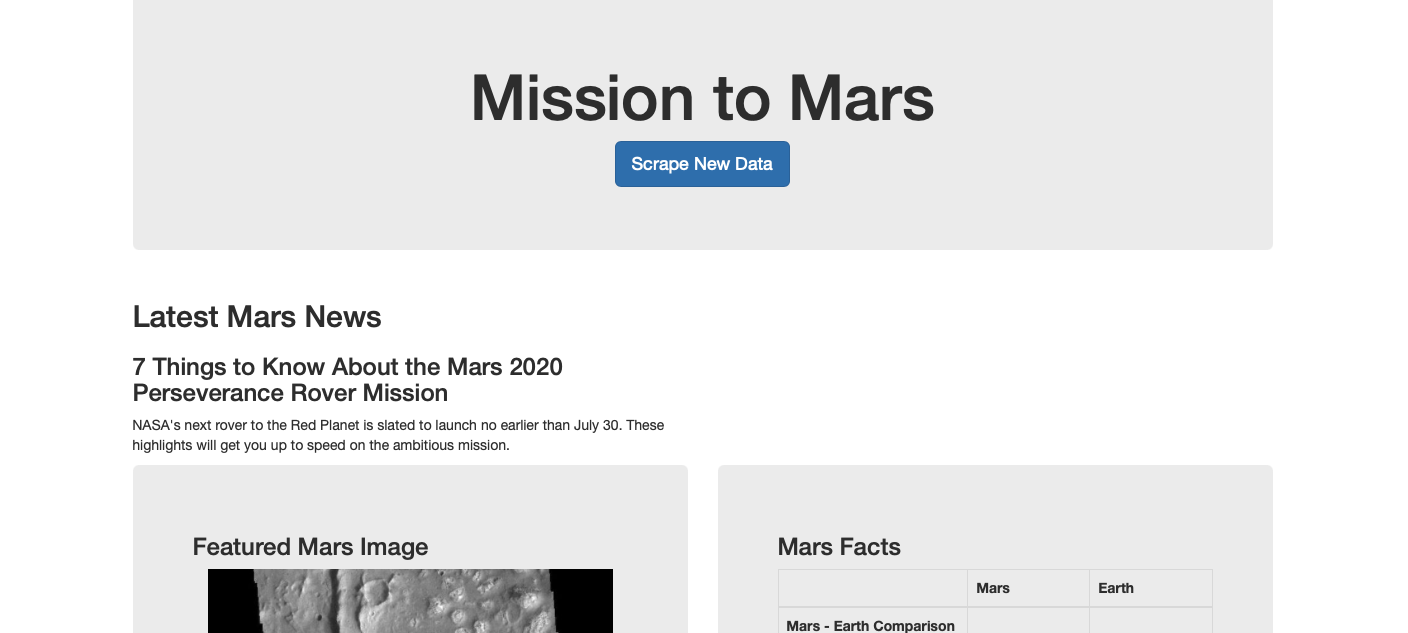 Mission to Mars
Scrape New Data
Latest Mars News
7 Things to Know About the Mars 2020
Perseverance Rover Mission
NASA's next rover to the Red Planet is slated to launch no earlier than July 30. These
highlights will get you up to speed on the ambitious mission.
Featured Mars Image
Mars Facts
Mars Earth
Mars - Earth Comparison